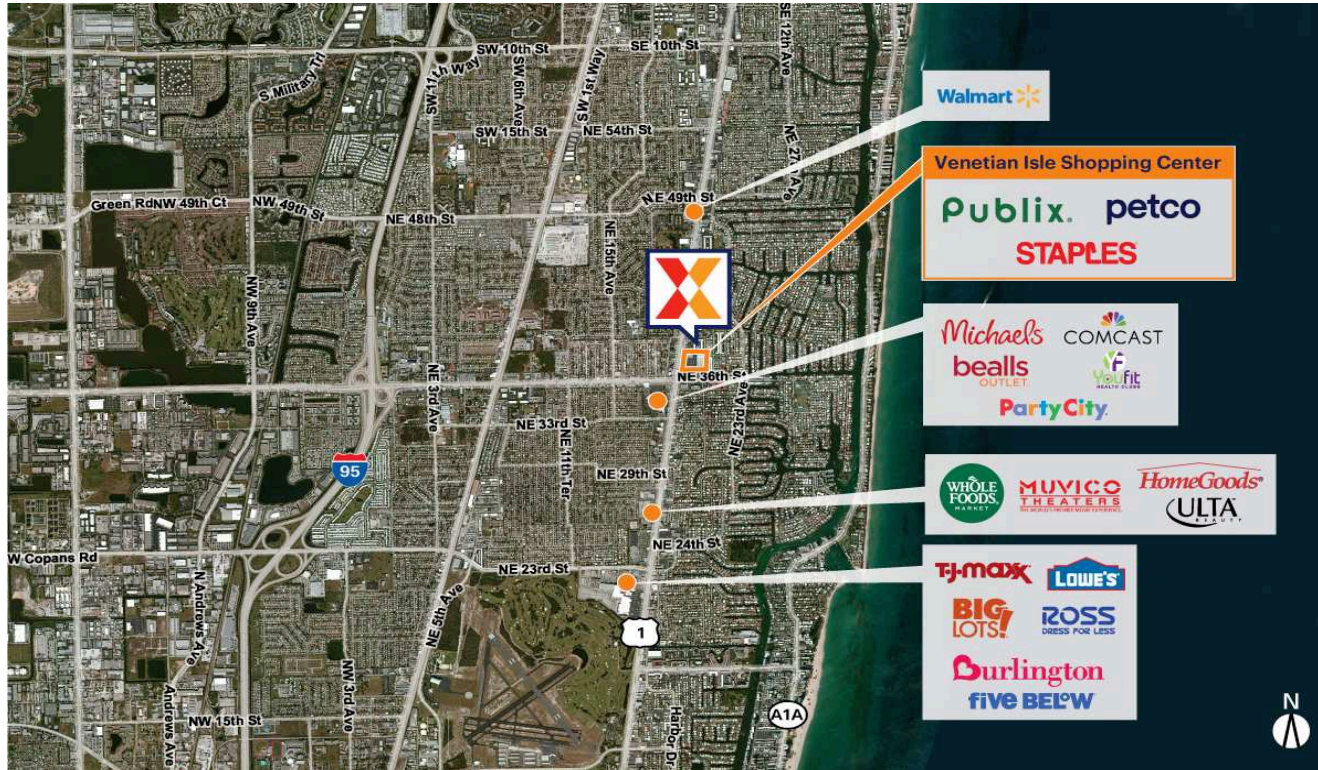 SW 10th St
SE 10th St
SE 12th Ave
S Military Trl
SW 11th Way
SW 6th Ave
SW 1st Way
SW 15th St
NE 54th St
NE 27th Ave
Green Rd
NW 49th Ct
NW 49th St
NE 48th St
NE 49th St
NE 15th Ave
NW 9th Ave
NE 3rd Ave
NE 36th St
NE 33rd St
NE 11th Ter
NE 23rd Ave
95
NE 29th St
W Copans Rd
NE 24th St
NE 23rd St
N Andrews Ave
NE 5th Ave
1
NW 3rd Ave
NW 15th St
Andrews Ave
Harbor Dr
A1A
Walmart
Venetian Isle Shopping Center
Publix.
petco
STAPLES
Michaels
COMCAST
bealls
OUTLET
YF
Youfit
HEALTH CLUBS
PartyCity
WHOLE
FOODS
MARKET
MUVICO
THEATERS
HomeGoods®
ULTA
BEAUTY
T·J·maxx
LOWE'S
BIG
LOTS!
ROSS
DRESS FOR LESS
Burlington
five BELOW
N